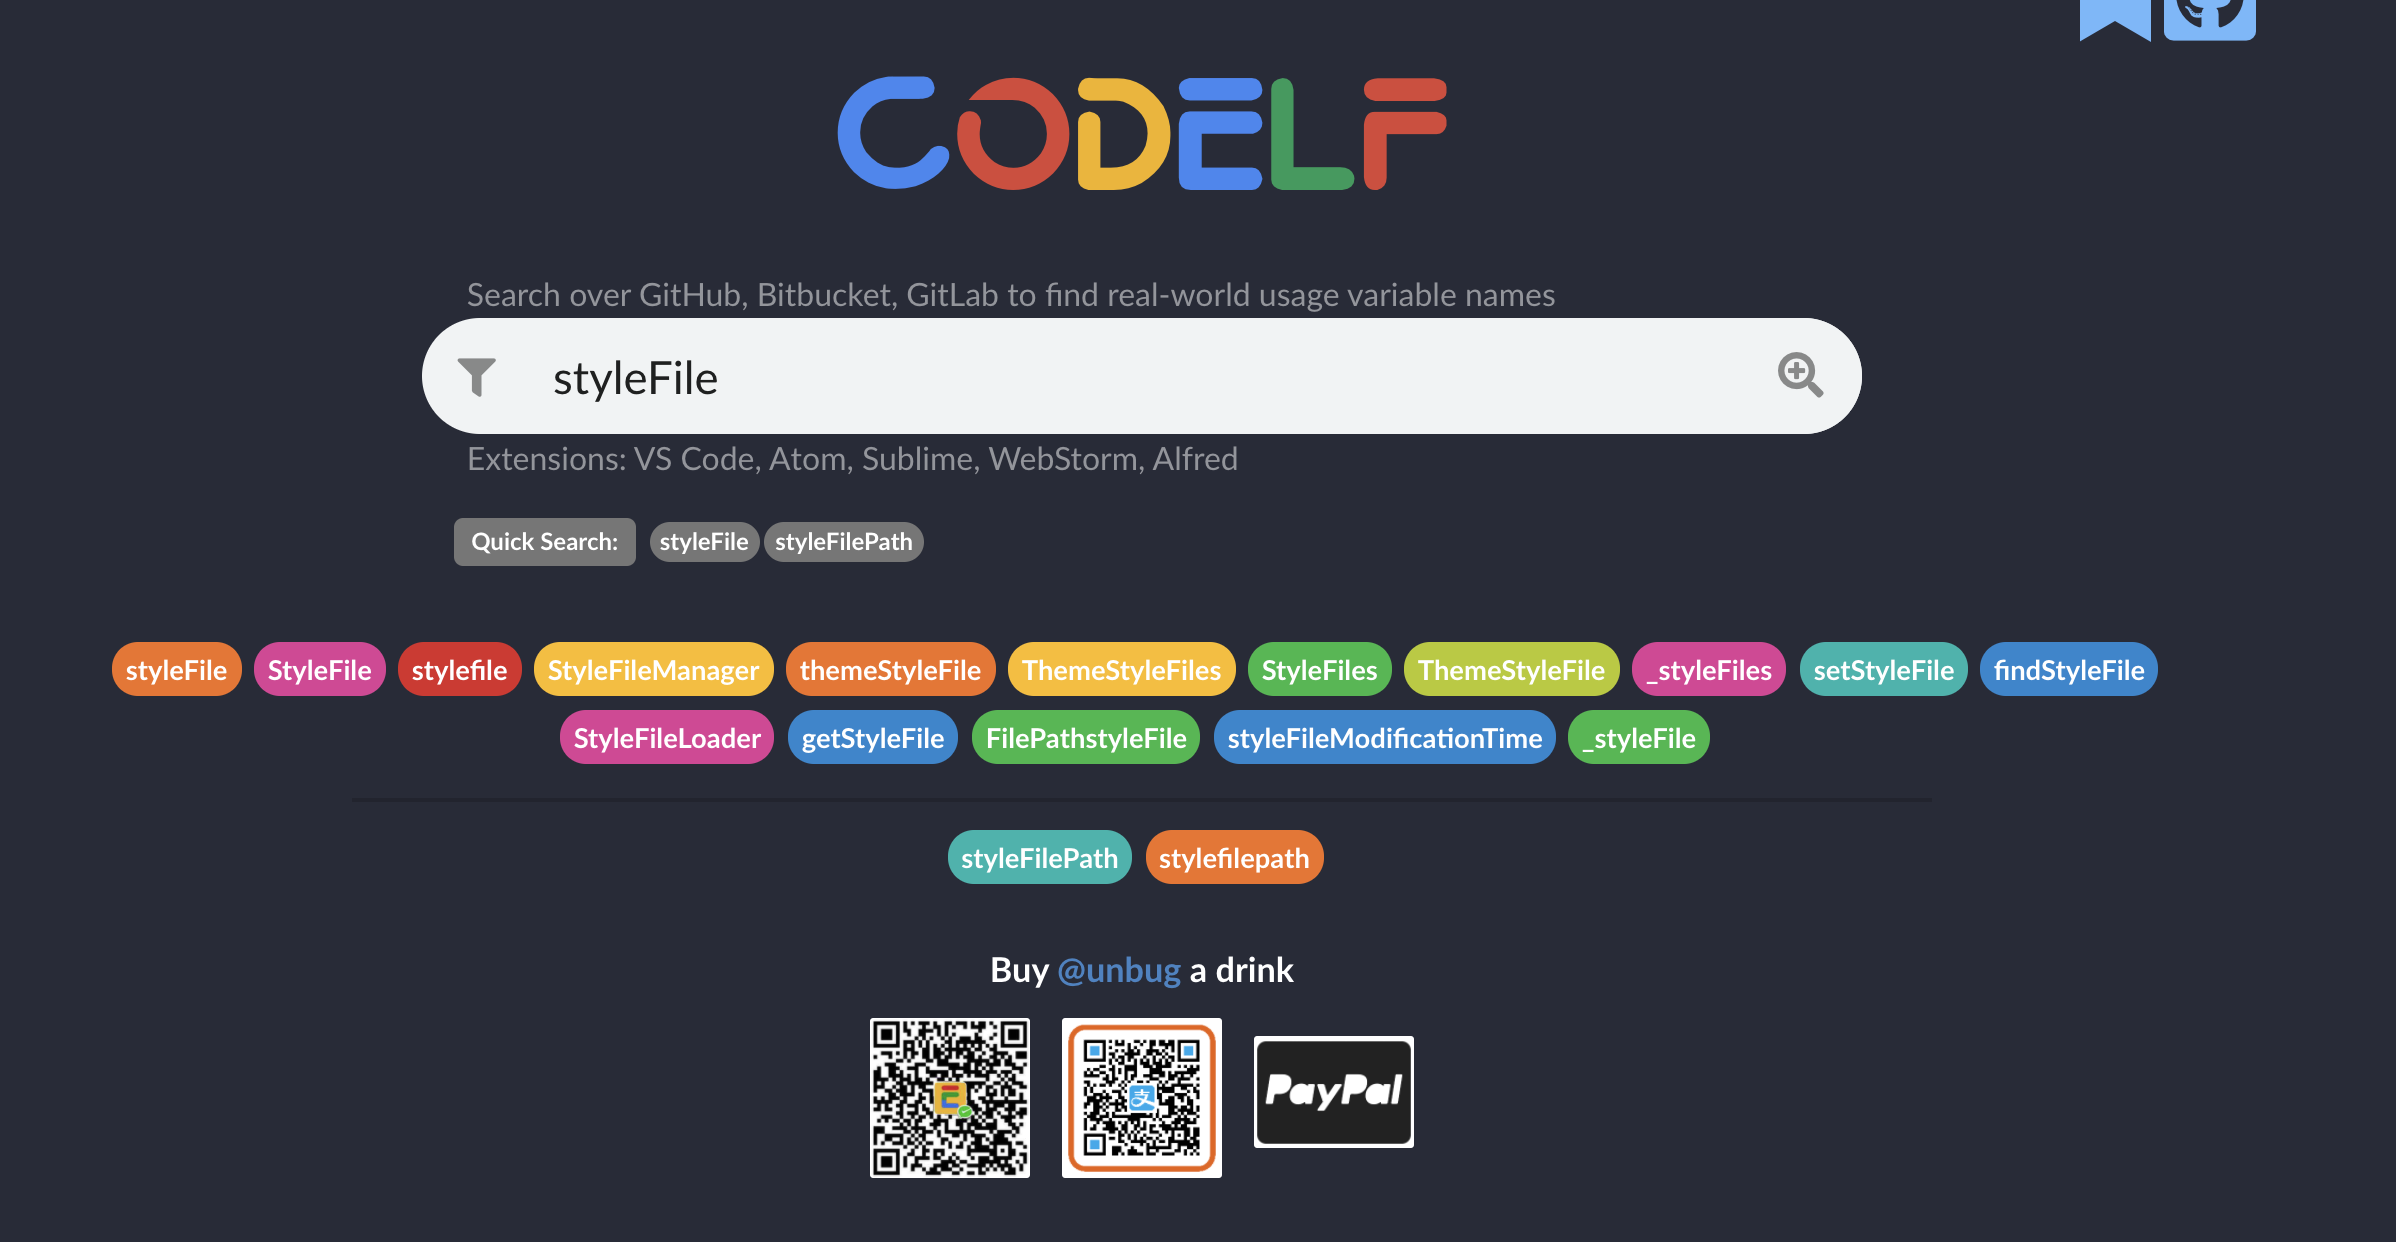 CODELF
Search over GitHub, Bitbucket, GitLab to find real-world usage variable names
styleFile
Extensions: VS Code, Atom, Sublime, WebStorm, Alfred
Quick Search: styleFile styleFilePath
styleFile StyleFile stylefile StyleFileManager themeStyleFile ThemeStyleFiles StyleFiles ThemeStyleFile _styleFiles setStyleFile findStyleFile
StyleFileLoader getStyleFile FilePathstyleFile styleFileModificationTime _styleFile
styleFilePath stylefilepath
Buy @unbug a drink
E 支 PayPal